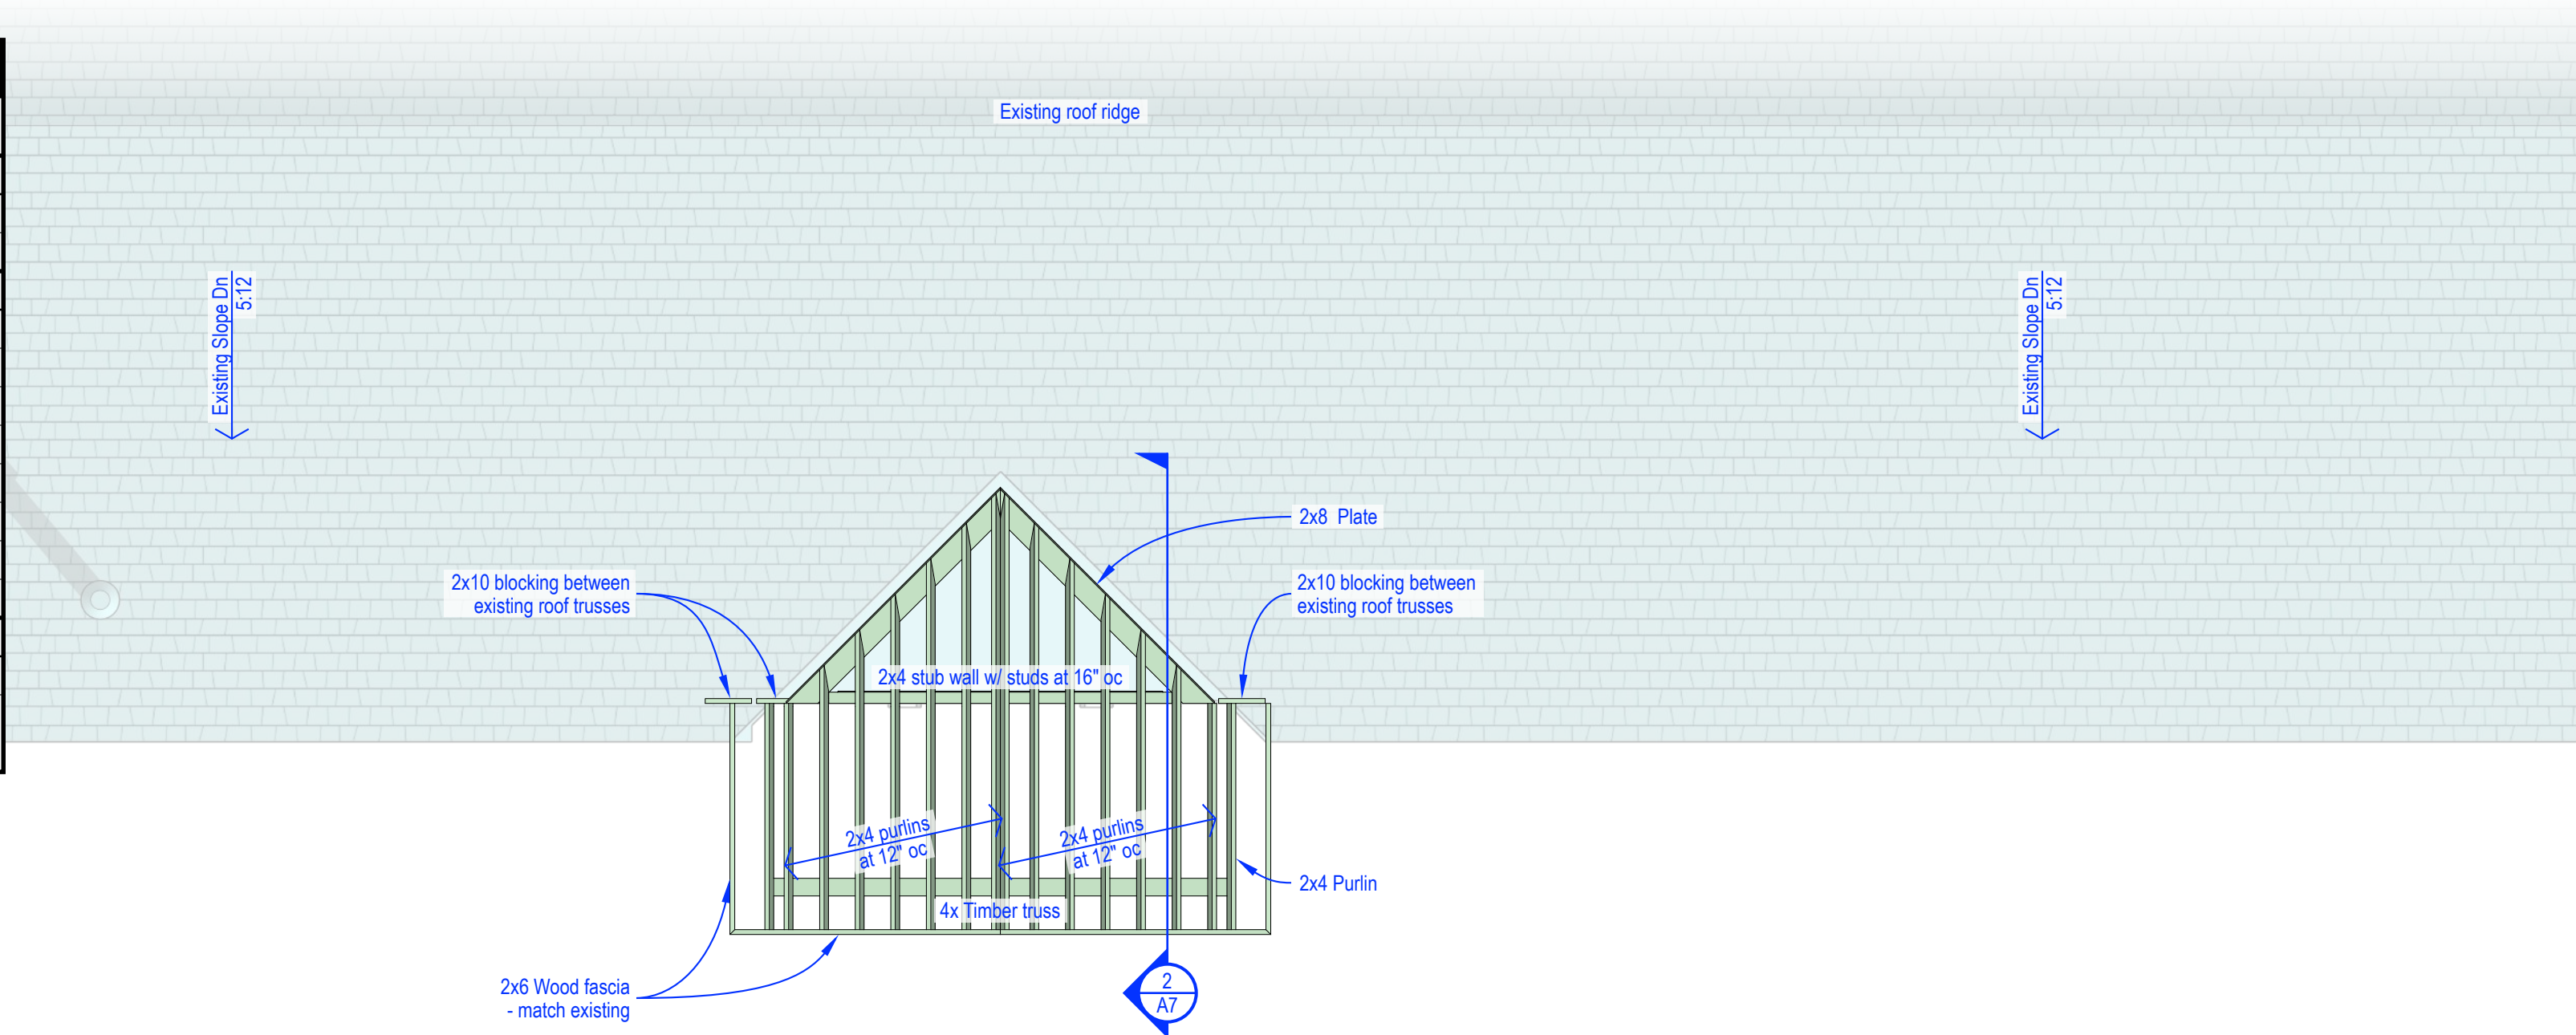 Existing roof ridge
Existing Slope Dn
5:12
Existing Slope Dn
5:12
2x8 Plate
2x10 blocking between
existing roof trusses
2x10 blocking between
existing roof trusses
2x4 stub wall w/ studs at 16" oc
2x4 purlins
at 12" oc
2x4 purlins
at 12" oc
2x4 Purlin
4x Timber truss
2x6 Wood fascia
- match existing
2
A7